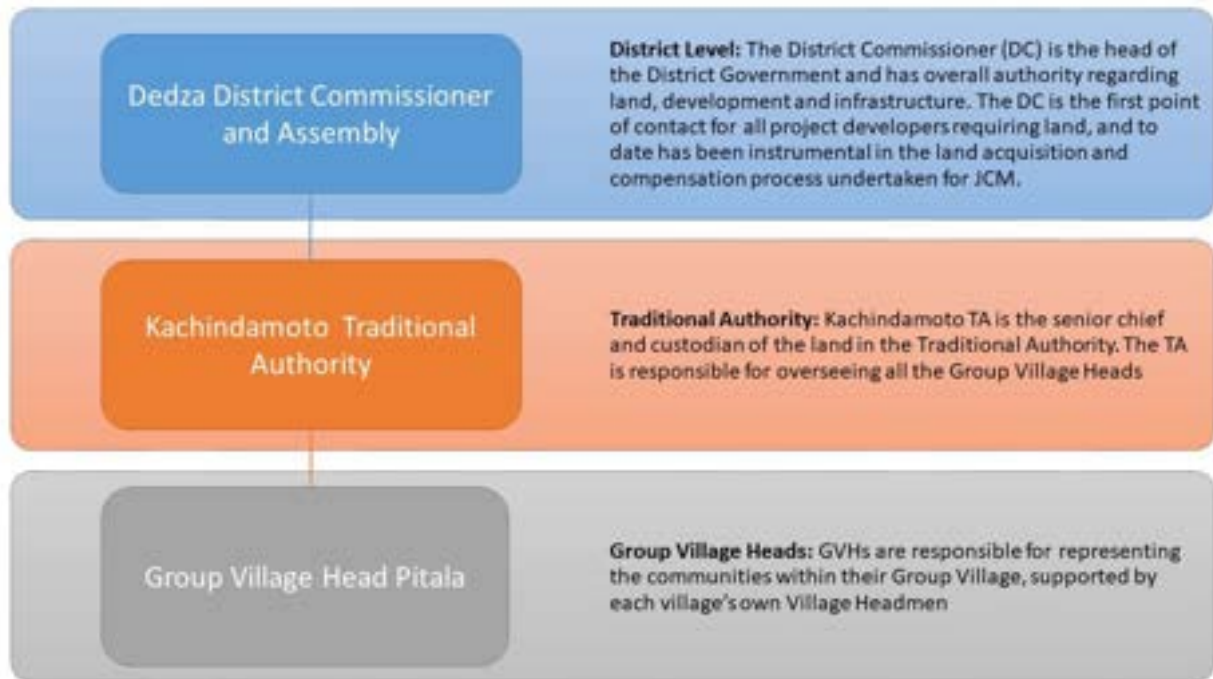 Dedza District Commissioner
and Assembly
District Level: The District Commissioner (DC) is the head of
the District Government and has overall authority regarding
land, development and infrastructure. The DC is the first point
of contact for all project developers requiring land, and to
date has been instrumental in the land acquisition and
compensation process undertaken for JCM.
Kachindamoto Traditional
Authority
Traditional Authority: Kachindamoto TA is the senior chief
and custodian of the land in the Traditional Authority. The TA
is responsible for overseeing all the Group Village Heads
Group Village Head Pitala
Group Village Heads: GVHs are responsible for representing
the communities within their Group Village, supported by
each village's own Village Headmen